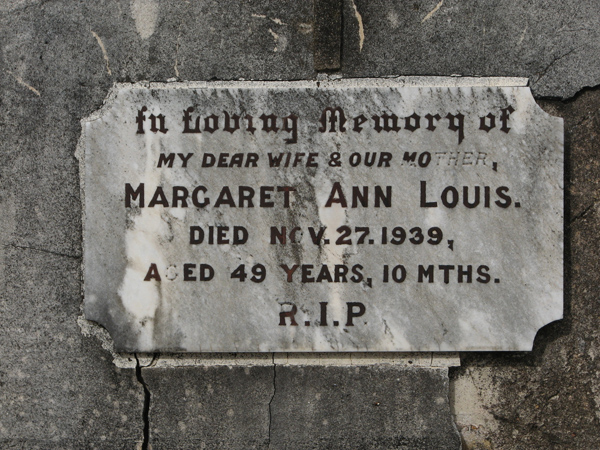 In Loving Memory of
MY DEAR WIFE & OUR MOTHER,
MARGARET ANN LOUIS.
DIED NOV. 27. 1939,
AGED 49 YEARS, 10 MTHS.
R.I.P.